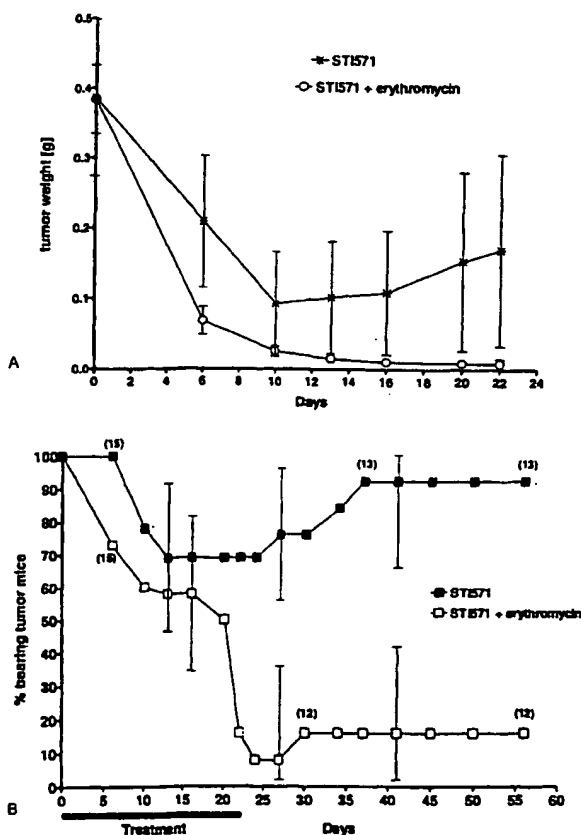 0.5
STI571
STI571 + erythromycin
0.4
0.3
tumor weight [g]
0.2
0.1
0.0
0 2 4 6 8 10 12 14 16 18 20 22 24
Days
A
(15)
(13)
(13)
100
90
80
(15)
70
60
% bearing tumor mice
STI571
STI571 + erythromycin
50
40
30
20
(12)
(12)
10
0
0 5 10 15 20 25 30 35 40 45 50 55 60
Treatment
Days
B